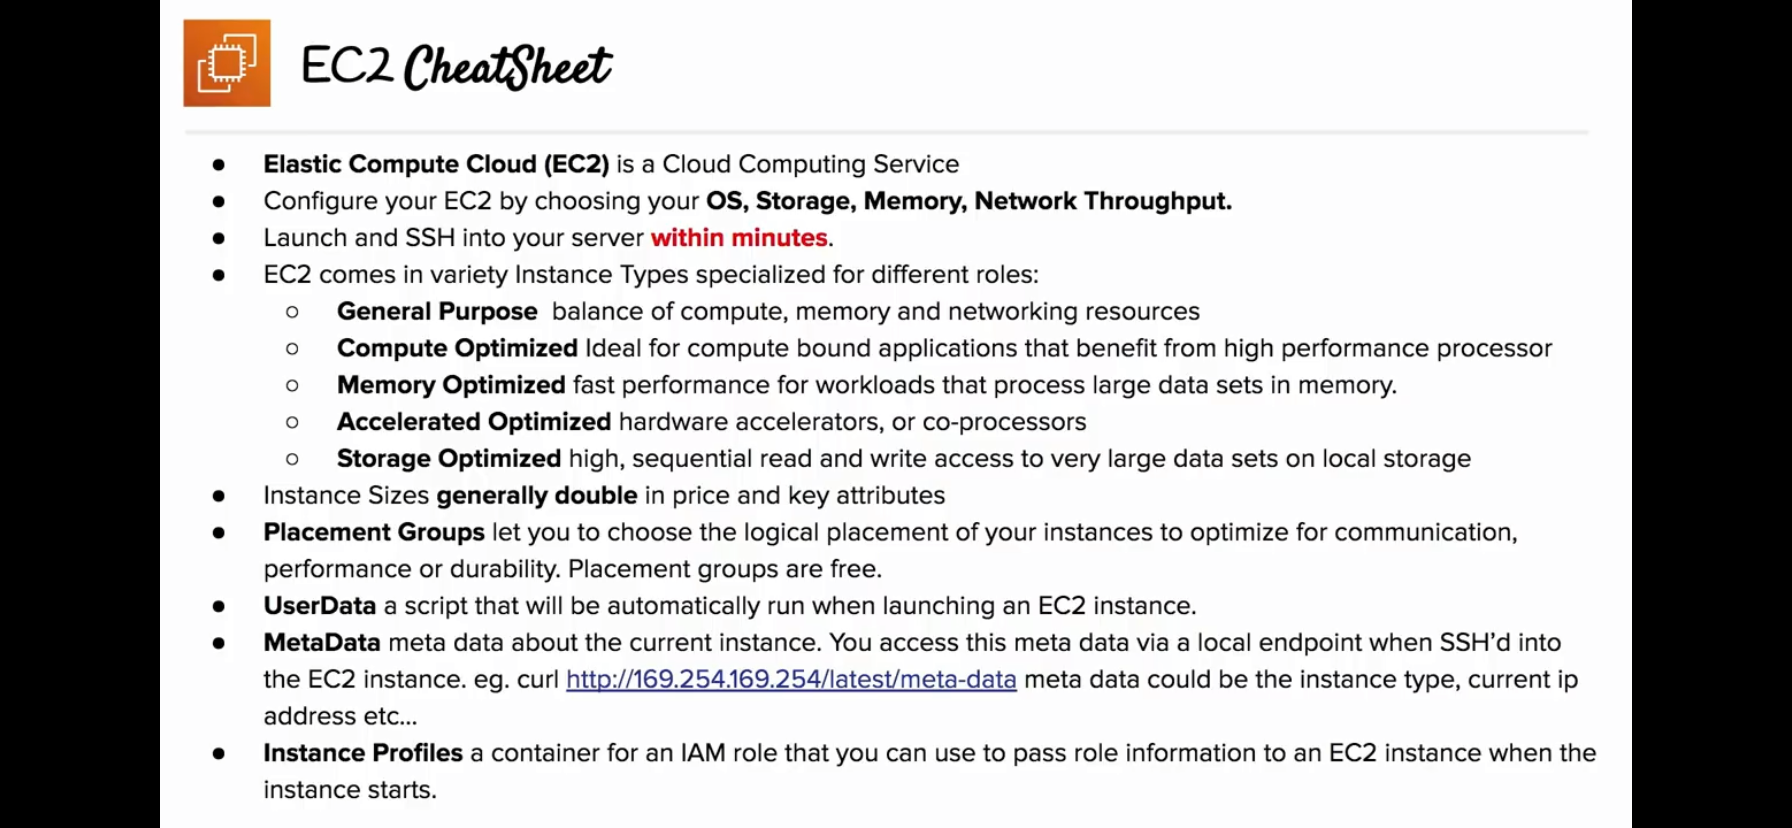 EC2 CheatSheet
● Elastic Compute Cloud (EC2) is a Cloud Computing Service
● Configure your EC2 by choosing your OS, Storage, Memory, Network Throughput.
● Launch and SSH into your server within minutes.
● EC2 comes in variety Instance Types specialized for different roles:
○ General Purpose balance of compute, memory and networking resources
○ Compute Optimized Ideal for compute bound applications that benefit from high performance processor
○ Memory Optimized fast performance for workloads that process large data sets in memory.
○ Accelerated Optimized hardware accelerators, or co-processors
○ Storage Optimized high, sequential read and write access to very large data sets on local storage
● Instance Sizes generally double in price and key attributes
● Placement Groups let you to choose the logical placement of your instances to optimize for communication,
performance or durability. Placement groups are free.
● UserData a script that will be automatically run when launching an EC2 instance.
● MetaData meta data about the current instance. You access this meta data via a local endpoint when SSH’d into
the EC2 instance. eg. curl http://169.254.169.254/latest/meta-data meta data could be the instance type, current ip
address etc...
● Instance Profiles a container for an IAM role that you can use to pass role information to an EC2 instance when the
instance starts.